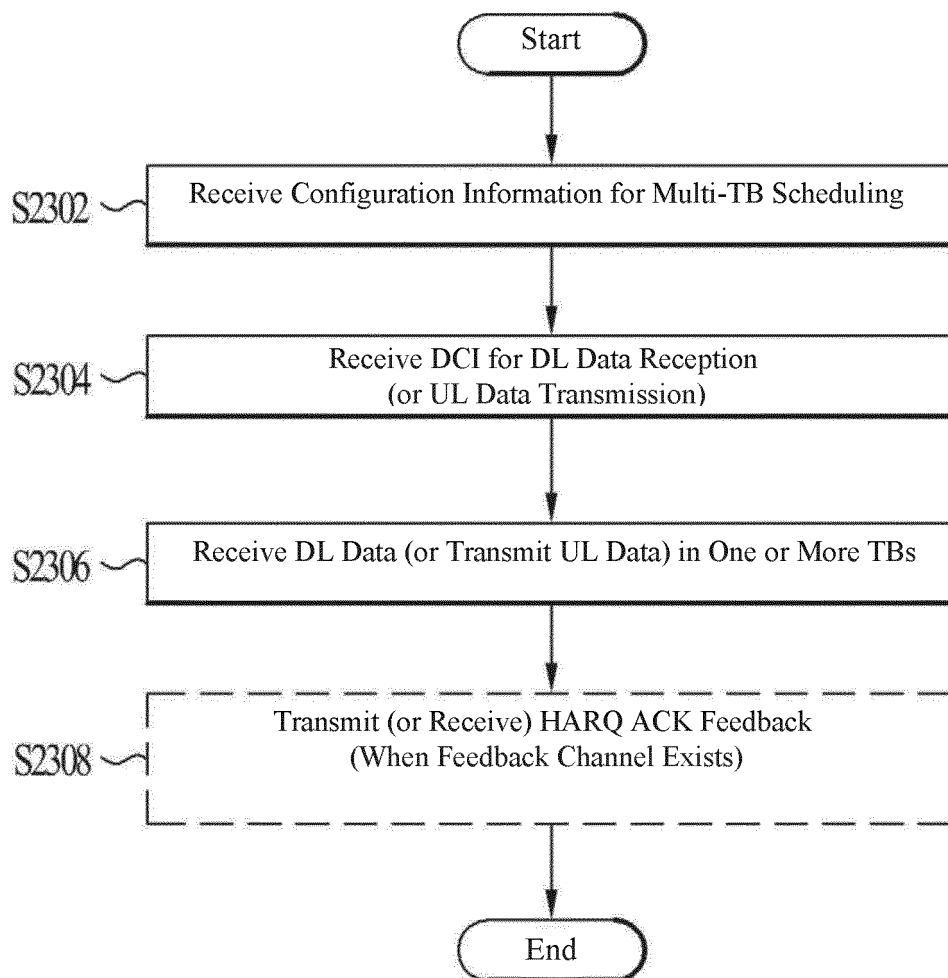 Start
S2302
Receive Configuration Information for Multi-TB Scheduling
S2304
Receive DCI for DL Data Reception
(or UL Data Transmission)
S2306
Receive DL Data (or Transmit UL Data) in One or More TBs
S2308
Transmit (or Receive) HARQ ACK Feedback
(When Feedback Channel Exists)
End